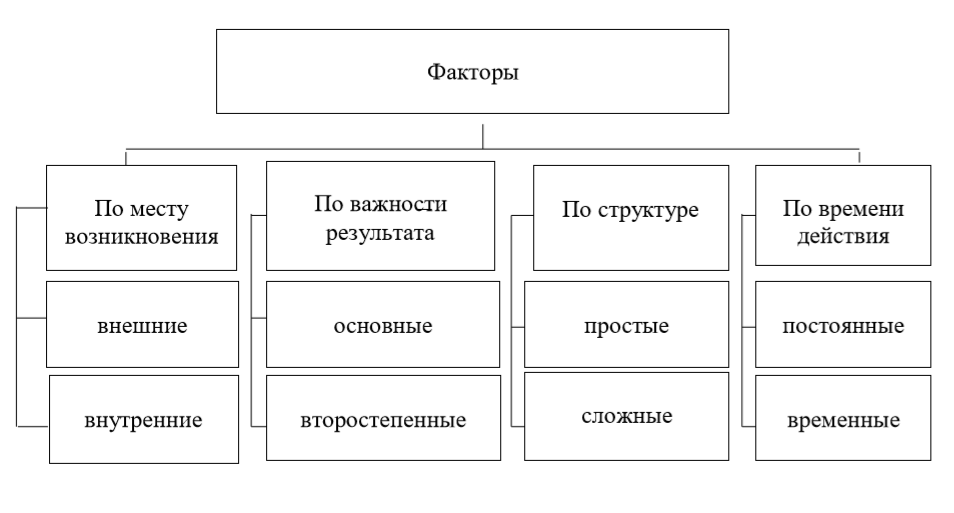 Факторы
По месту
возникновения
По важности
результата
По структуре
По времени
действия
внешние
основные
простые
постоянные
внутренние
второстепенные
сложные
временные